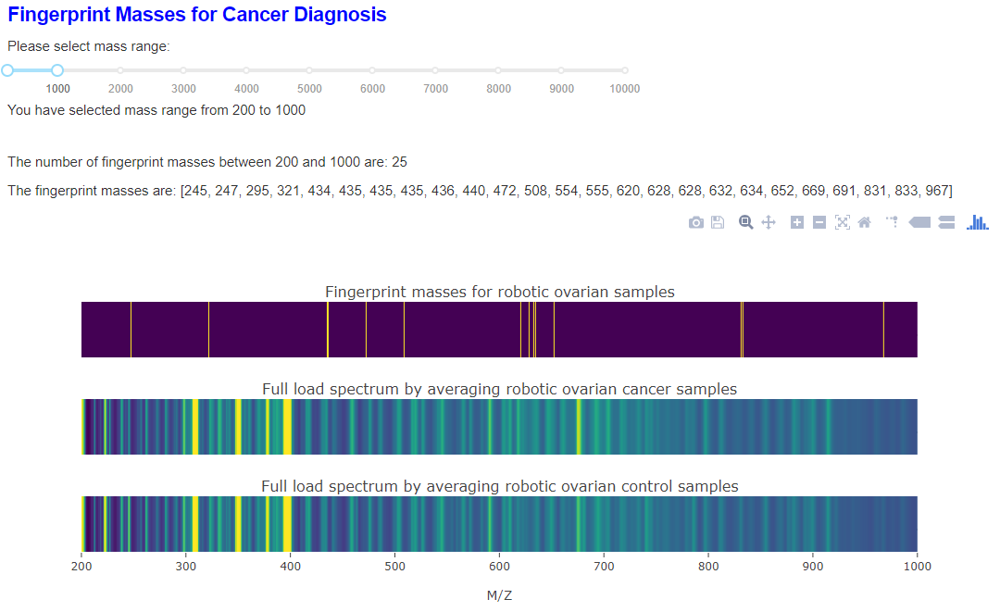 Fingerprint Masses for Cancer Diagnosis
Please select mass range:
1000 2000 3000 4000 5000 6000 7000 8000 9000 10000
You have selected mass range from 200 to 1000
The number of fingerprint masses between 200 and 1000 are: 25
The fingerprint masses are: [245, 247, 295, 321, 434, 435, 435, 435, 436, 440, 472, 508, 554, 555, 620, 628, 628, 632, 634, 652, 669, 691, 831, 833, 967]
Fingerprint masses for robotic ovarian samples
Full load spectrum by averaging robotic ovarian cancer samples
Full load spectrum by averaging robotic ovarian control samples
200 300 400 500 600 700 800 900 1000
M/Z